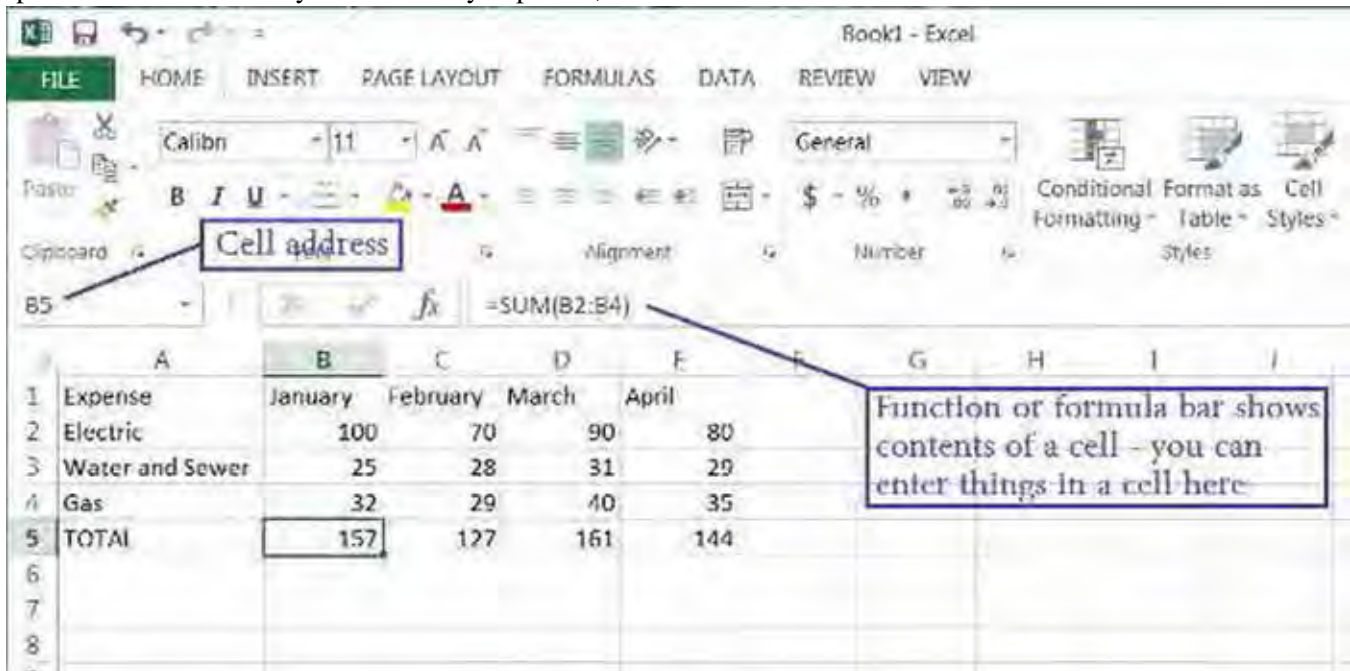 Book1 - Excel
FILE HOME INSERT PAGE LAYOUT FORMULAS DATA REVIEW VIEW
Calibri 11 A A General
Paste B I U A $ % Conditional Format as Cell
Formatting Table Styles
Clipboard Alignment Number Styles
Cell address
B5 fx =SUM(B2:B4)
A B C D E F G H I J
1 Expense January February March April
2 Electric 100 70 90 80
3 Water and Sewer 25 28 31 29
4 Gas 32 29 40 35
5 TOTAl 157 127 161 144
6
7
8
Function or formula bar shows
contents of a cell - you can
enter things in a cell here